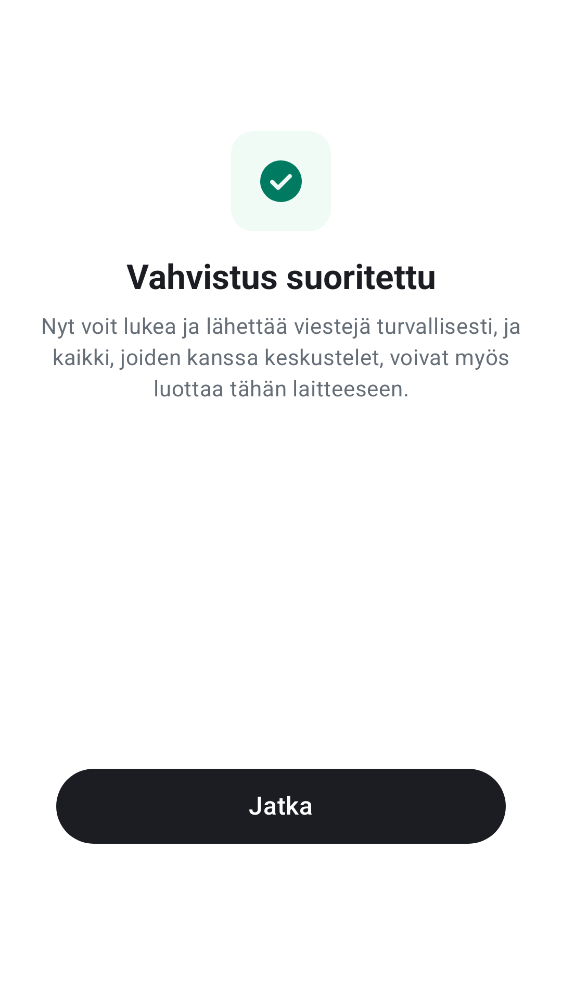 Vahvistus suoritettu
Nyt voit lukea ja lähettää viestejä turvallisesti, ja
kaikki, joiden kanssa keskustelet, voivat myös
luottaa tähän laitteeseen.
Jatka